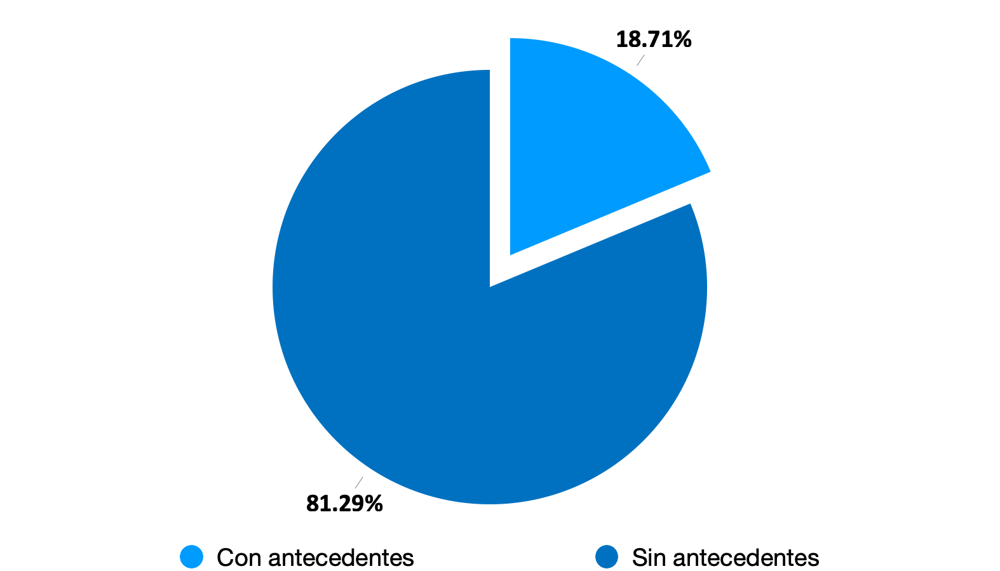 18.71%
81.29%
Con antecedentes
Sin antecedentes